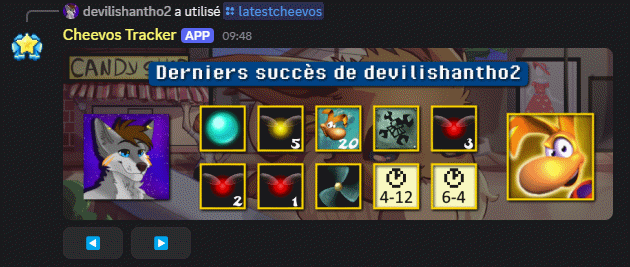 devilishantho2 a utilisé latestcheevos
Cheevos Tracker APP 09:48
CANDY
Derniers succès de devilishantho2
5 20 3
2 1 4-12 6-4